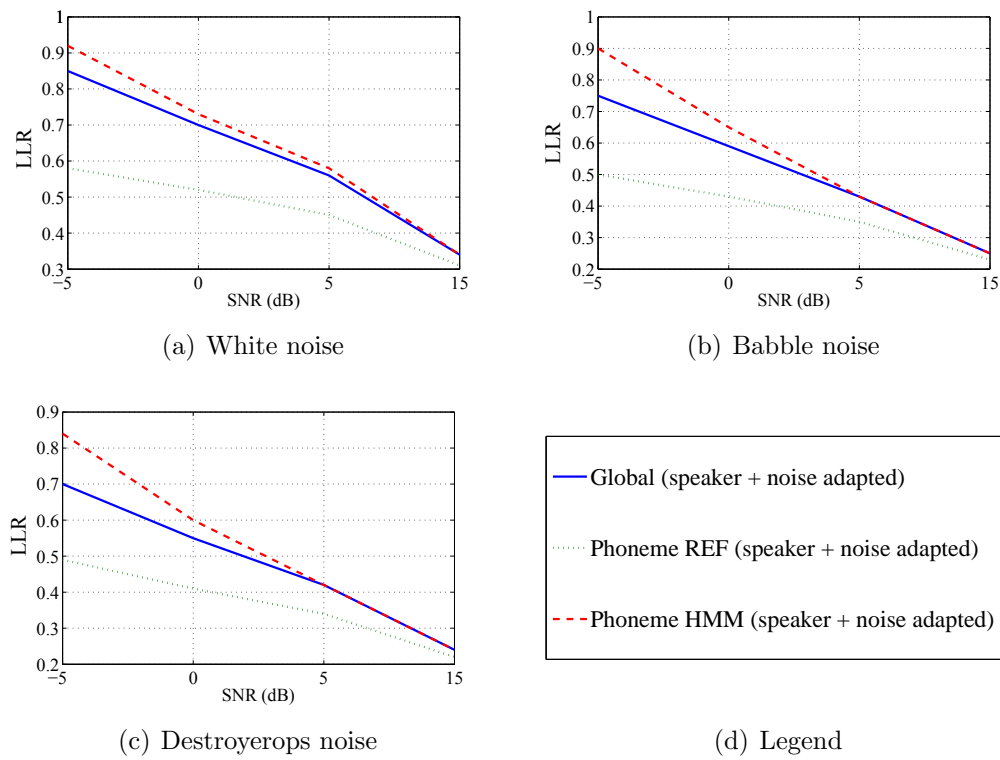 1
0.9
0.8
0.7
0.6
0.5
0.4
0.3
LLR
−5 0 5 15
SNR (dB)
(a) White noise
1
0.9
0.8
0.7
0.6
0.5
0.4
0.3
0.2
LLR
−5 0 5 15
SNR (dB)
(b) Babble noise
0.9
0.8
0.7
0.6
0.5
0.4
0.3
0.2
LLR
−5 0 5 15
SNR (dB)
(c) Destroyerops noise
Global (speaker + noise adapted)
Phoneme REF (speaker + noise adapted)
Phoneme HMM (speaker + noise adapted)
(d) Legend